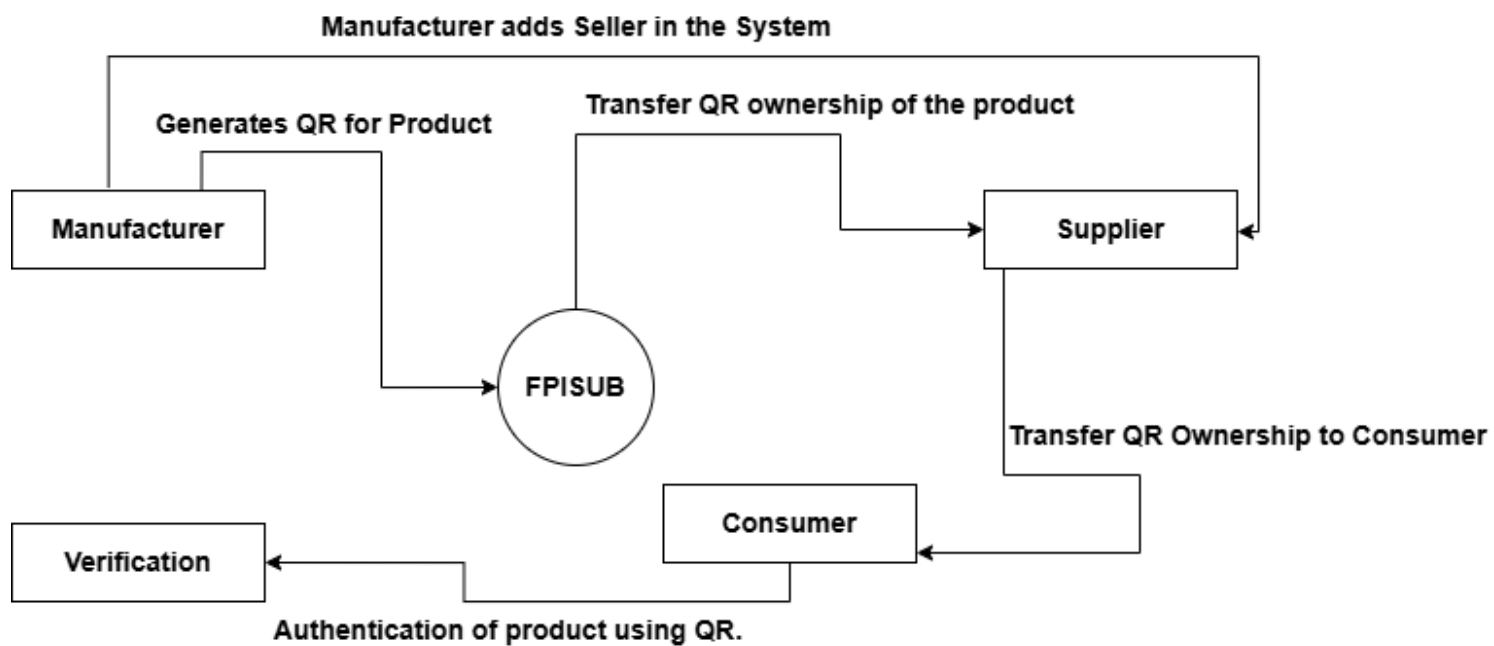 Manufacturer adds Seller in the System
Transfer QR ownership of the product
Generates QR for Product
Manufacturer
Supplier
FPISUB
Transfer QR Ownership to Consumer
Consumer
Verification
Authentication of product using QR.